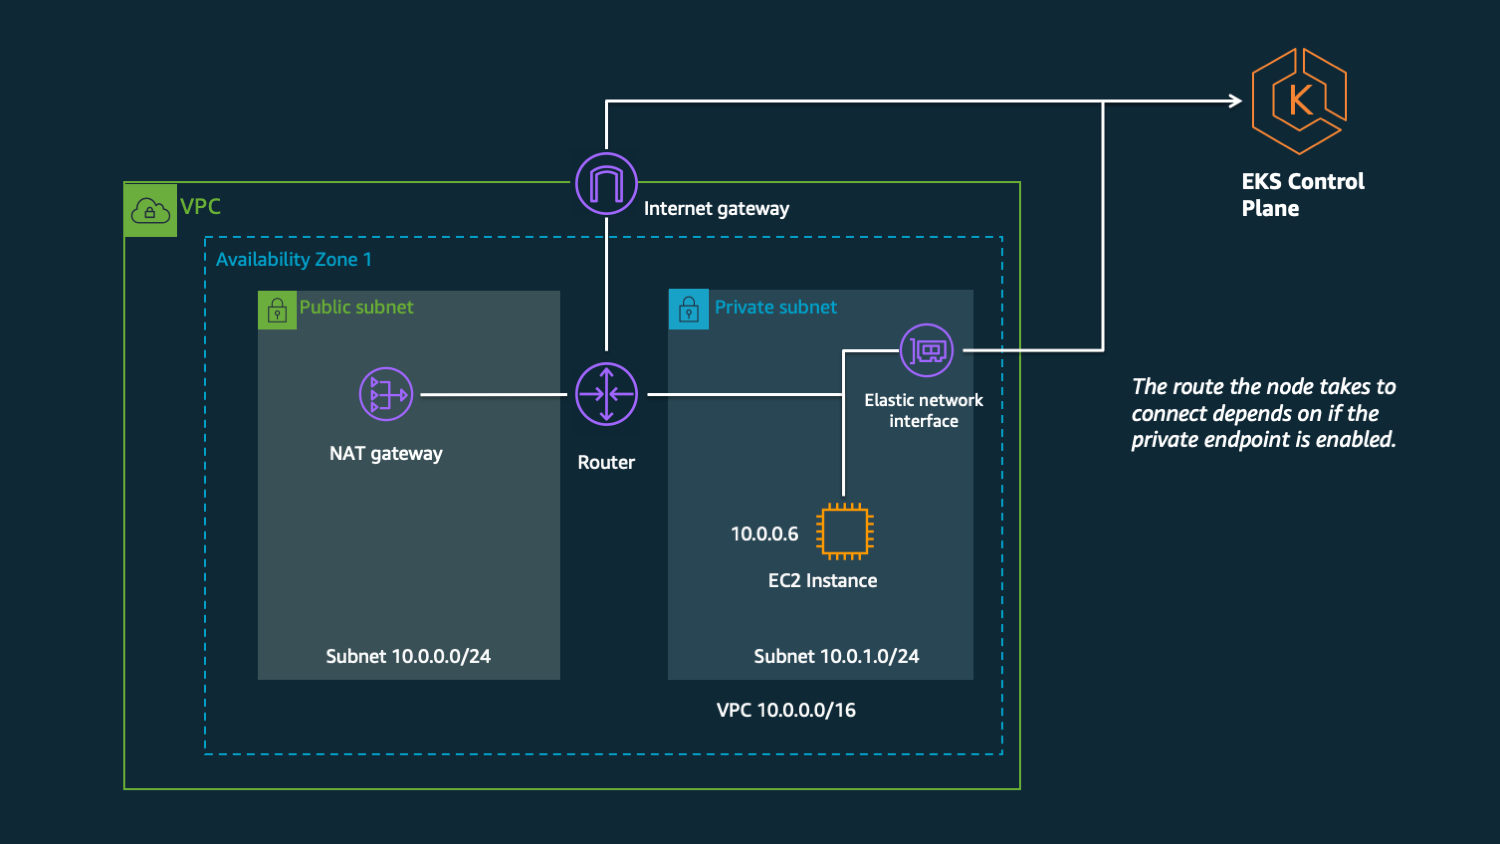 EKS Control
Plane
VPC
Internet gateway
Availability Zone 1
Public subnet
Private subnet
The route the node takes to
connect depends on if the
private endpoint is enabled.
Elastic network
interface
NAT gateway
Router
10.0.0.6
EC2 Instance
Subnet 10.0.0.0/24
Subnet 10.0.1.0/24
VPC 10.0.0.0/16